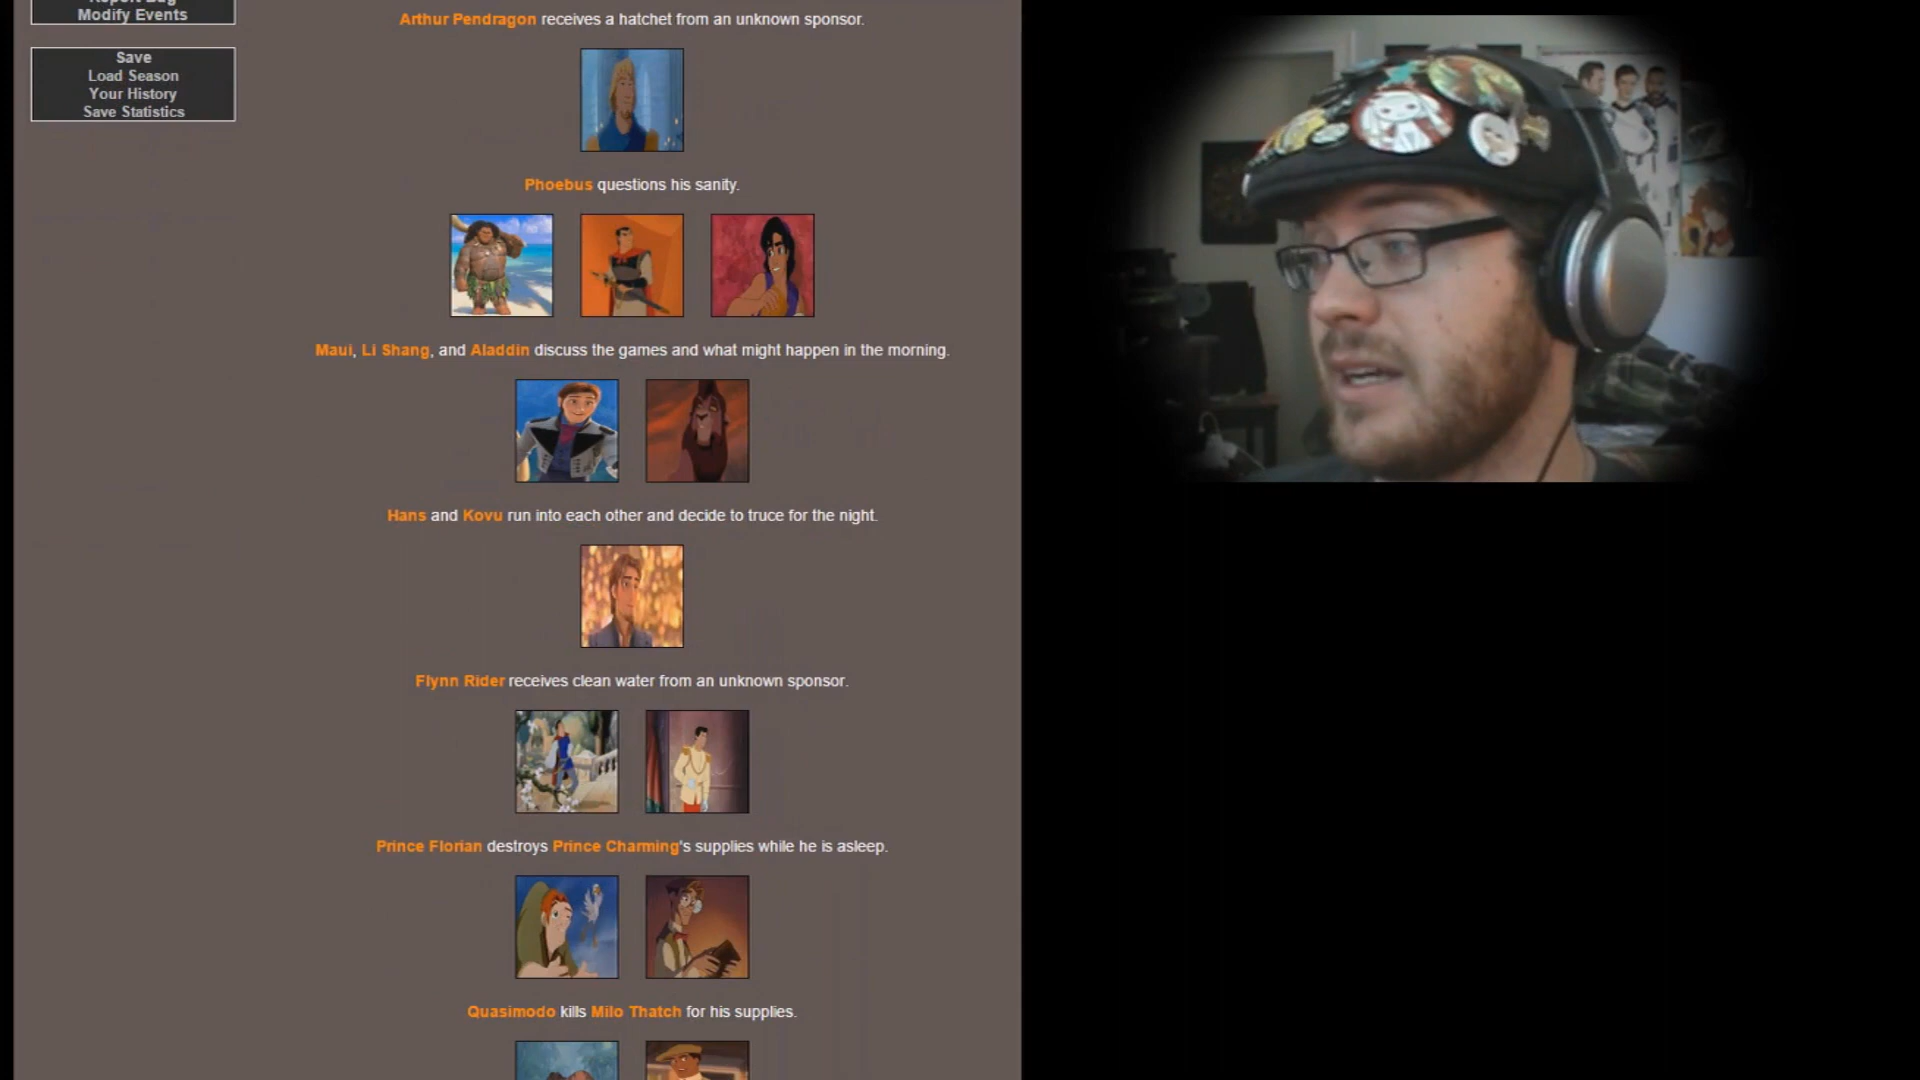 Report Bug
Modify Events
Save
Load Season
Your History
Save Statistics
Arthur Pendragon receives a hatchet from an unknown sponsor.
Phoebus questions his sanity.
Maui, Li Shang, and Aladdin discuss the games and what might happen in the morning.
Hans and Kovu run into each other and decide to truce for the night.
Flynn Rider receives clean water from an unknown sponsor.
Prince Florian destroys Prince Charming's supplies while he is asleep.
Quasimodo kills Milo Thatch for his supplies.